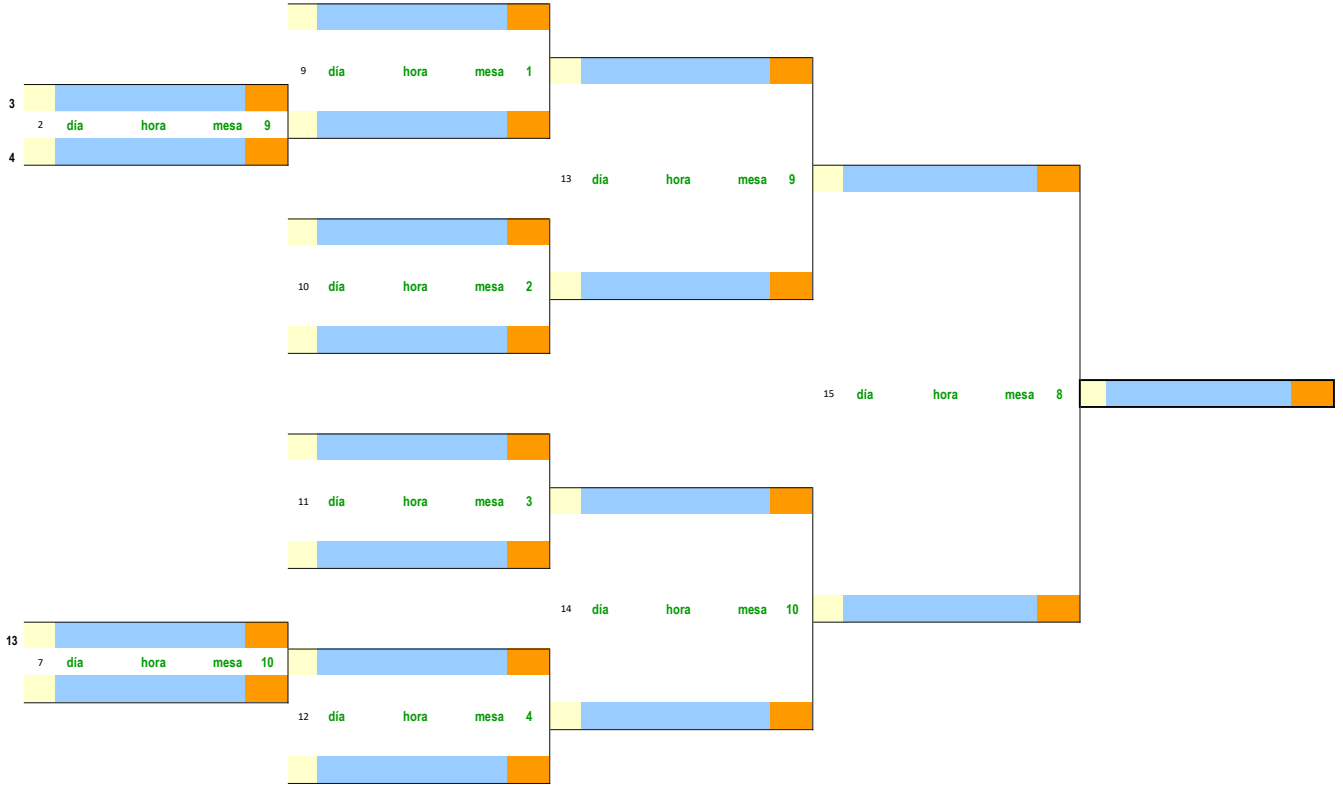 9 día hora mesa 1
3
2 día hora mesa 9
4
13 día hora mesa 9
10 día hora mesa 2
15 día hora mesa 8
11 día hora mesa 3
14 día hora mesa 10
13
7 día hora mesa 10
12 día hora mesa 4